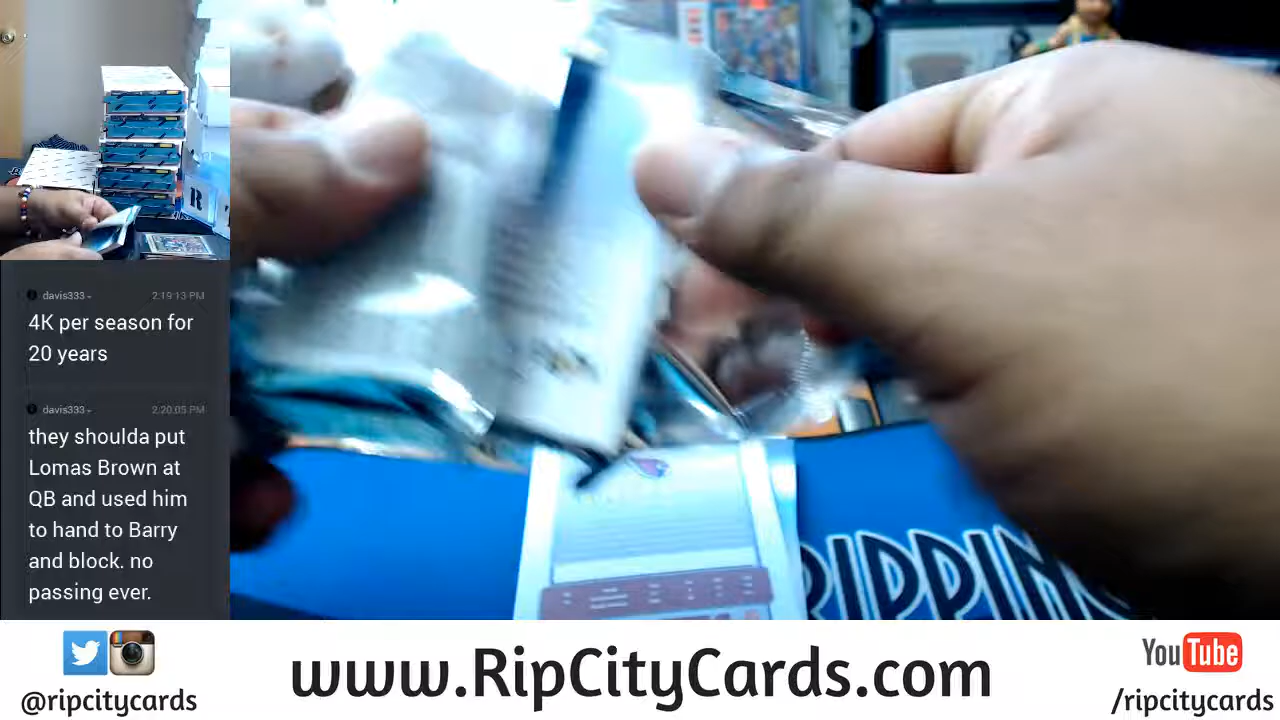 davis333
2:19:13 PM
4K per season for
20 years
davis333
2:20:05 PM
they shoulda put
Lomas Brown at
QB and used him
to hand to Barry
and block. no
passing ever.
RIPPING
www.RipCityCards.com
@ripcitycards
YouTube
/ripcitycards